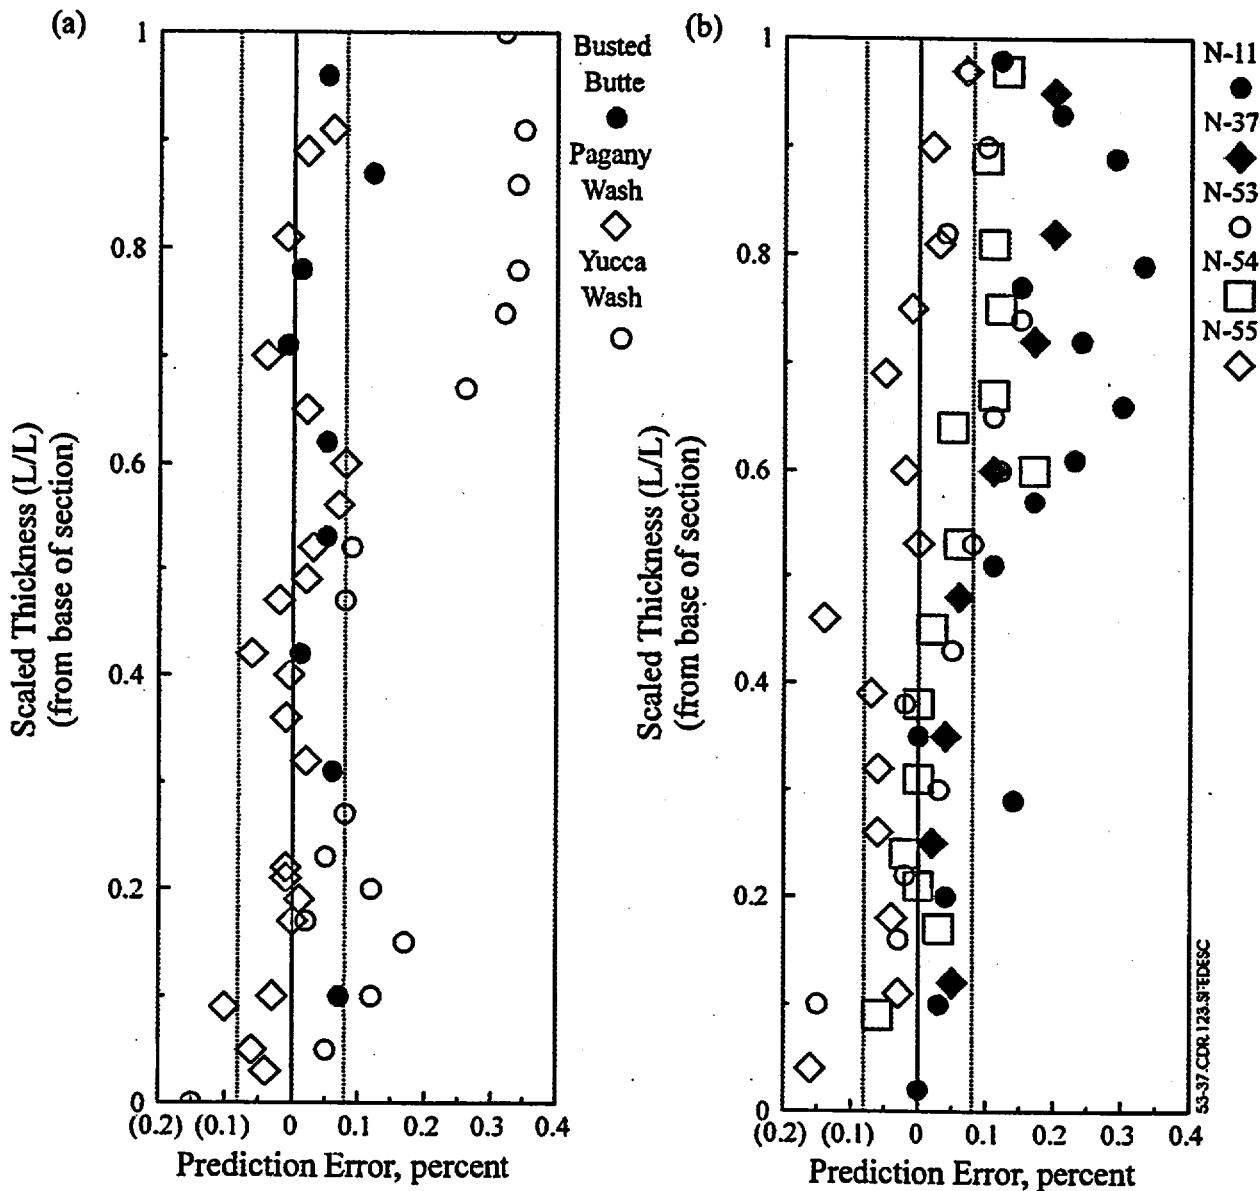 (a)
1
0.8
0.6
0.4
0.2
0
Scaled Thickness (L/L)
(from base of section)
(0.2) (0.1) 0 0.1 0.2 0.3 0.4
Prediction Error, percent
Busted
Butte
Pagany
Wash
Yucca
Wash
(b)
1
0.8
0.6
0.4
0.2
0
Scaled Thickness (L/L)
(from base of section)
(0.2) (0.1) 0 0.1 0.2 0.3 0.4
Prediction Error, percent
N-11
N-37
N-53
N-54
N-55
53-37.CDR.123.SITEDESC